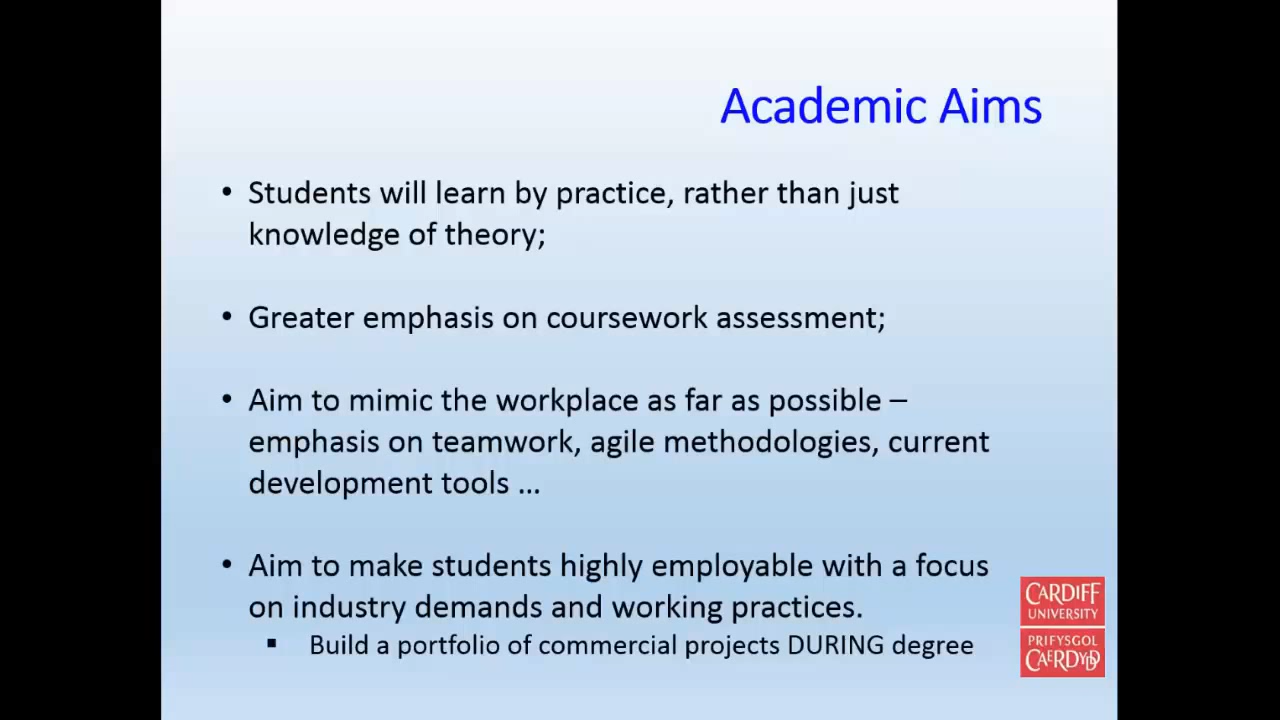 Academic Aims
• Students will learn by practice, rather than just
knowledge of theory;
• Greater emphasis on coursework assessment;
• Aim to mimic the workplace as far as possible –
emphasis on teamwork, agile methodologies, current
development tools …
• Aim to make students highly employable with a focus
on industry demands and working practices.
▪ Build a portfolio of commercial projects DURING degree
CARDIFF
UNIVERSITY
PRIFYSGOL
CAERDYDD